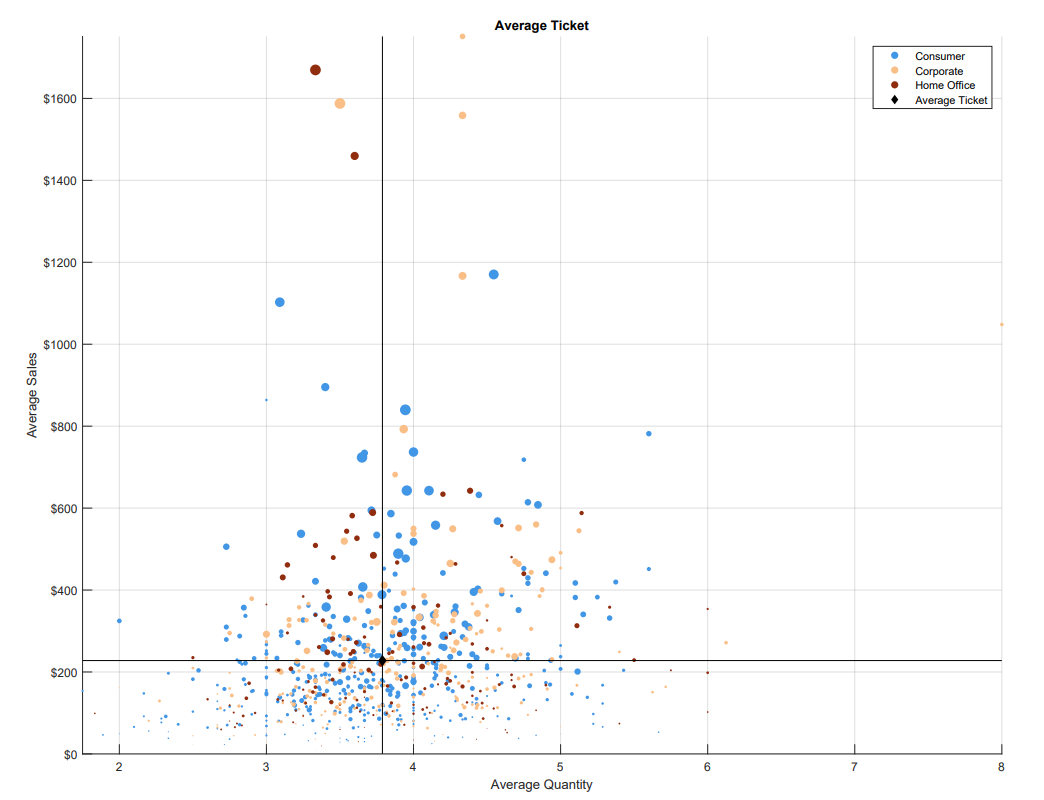 Average Ticket
Consumer
Corporate
Home Office
Average Ticket
$1600
$1400
$1200
$1000
$800
$600
$400
$200
$0
Average Sales
2 3 4 5 6 7 8
Average Quantity